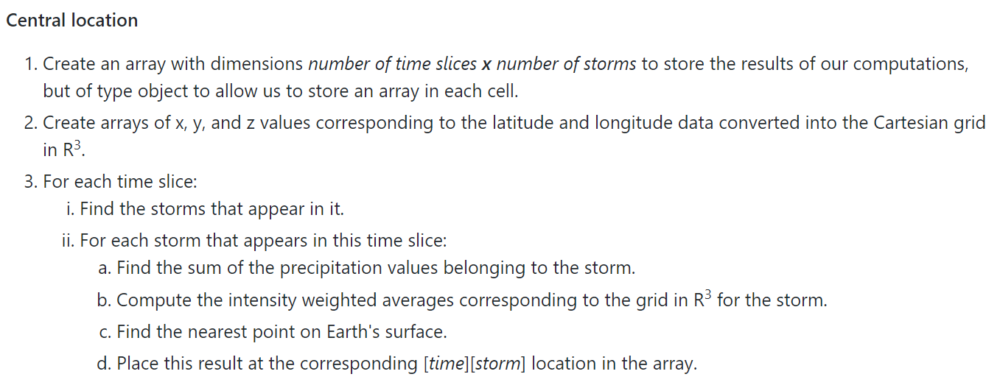 Central location
1. Create an array with dimensions number of time slices x number of storms to store the results of our computations,
but of type object to allow us to store an array in each cell.
2. Create arrays of x, y, and z values corresponding to the latitude and longitude data converted into the Cartesian grid
in R³.
3. For each time slice:
i. Find the storms that appear in it.
ii. For each storm that appears in this time slice:
a. Find the sum of the precipitation values belonging to the storm.
b. Compute the intensity weighted averages corresponding to the grid in R³ for the storm.
c. Find the nearest point on Earth's surface.
d. Place this result at the corresponding [time][storm] location in the array.